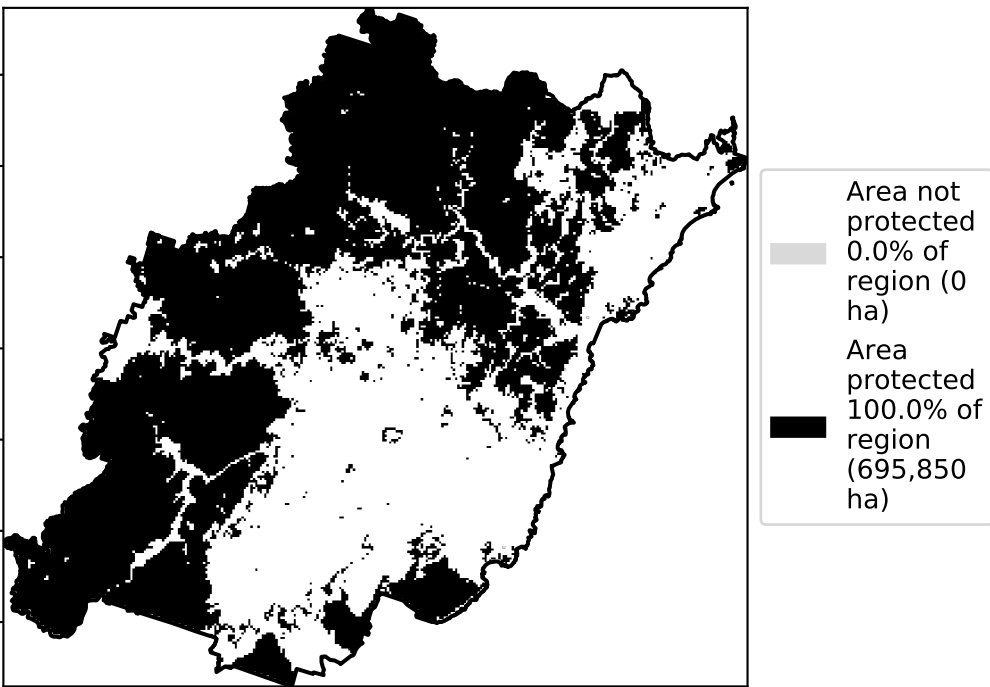 Area not
protected
0.0% of
region (0
ha)
Area
protected
100.0% of
region
(695,850
ha)